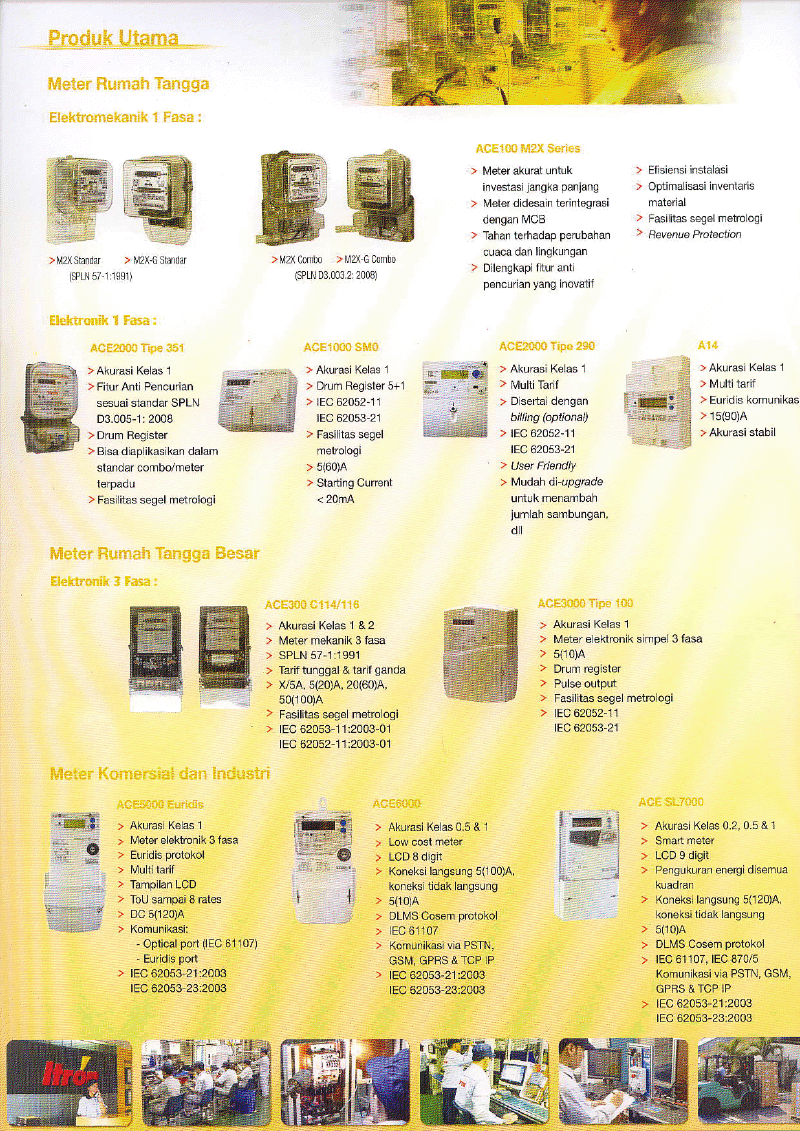 Produk Utama
Meter Rumah Tangga
Elektromekanik 1 Fasa :
>M2X Standar
> M2X-G Standar
(SPLN 57-1:1991)
>M2X Combo
>M2X-G Combo
(SPLN D3.003.2: 2008)
ACE100 M2X Series
> Meter akurat untuk
investasi jangka panjang
> Meter didesain terintegrasi
dengan MCB
> Tahan terhadap perubahan
cuaca dan lingkungan
> Dilengkapi fitur anti
pencurian yang inovatif
> Efisiensi instalasi
> Optimalisasi inventaris
material
> Fasilitas segel metrologi
> Revenue Protection
Elektronik 1 Fasa :
ACE2000 Tipe 351
> Akurasi Kelas 1
> Fitur Anti Pencurian
sesuai standar SPLN
D3.005-1: 2008
> Drum Register
> Bisa diaplikasikan dalam
standar combo/meter
terpadu
> Fasilitas segel metrologi
ACE1000 SM0
> Akurasi Kelas 1
> Drum Register 5+1
> IEC 62052-11
IEC 62053-21
> Fasilitas segel
metrologi
> 5(60)A
> Starting Current
< 20mA
ACE2000 Tipe 290
> Akurasi Kelas 1
> Multi Tarif
> Disertai dengan
billing (optional)
> IEC 62052-11
IEC 62053-21
> User Friendly
> Mudah di-upgrade
untuk menambah
jumlah sambungan,
dll
A14
> Akurasi Kelas 1
> Multi tarif
> Euridis komunikas
> 15(90)A
> Akurasi stabil
Meter Rumah Tangga Besar
Elektronik 3 Fasa :
ACE300 C114/116
> Akurasi Kelas 1 & 2
> Meter mekanik 3 fasa
> SPLN 57-1:1991
> Tarif tunggal & tarif ganda
> X/5A, 5(20)A, 20(60)A,
50(100)A
> Fasilitas segel metrologi
> IEC 62053-11:2003-01
IEC 62052-11:2003-01
ACE3000 Tipe 100
> Akurasi Kelas 1
> Meter elektronik simpel 3 fasa
> 5(10)A
> Drum register
> Pulse output
> Fasilitas segel metrologi
> IEC 62052-11
IEC 62053-21
Meter Komersial dan Industri
ACE5000 Euridis
> Akurasi Kelas 1
> Meter elektronik 3 fasa
> Euridis protokol
> Multi tarif
> Tampilan LCD
> ToU sampai 8 rates
> DC 5(120)A
> Komunikasi:
- Optical port (IEC 61107)
- Euridis port
> IEC 62053-21:2003
IEC 62053-23:2003
ACE6000
> Akurasi Kelas 0.5 & 1
> Low cost meter
> LCD 8 digit
> Koneksi langsung 5(100)A,
koneksi tidak langsung
> 5(10)A
> DLMS Cosem protokol
> IEC 61107
> Komunikasi via PSTN,
GSM, GPRS & TCP IP
> IEC 62053-21:2003
IEC 62053-23:2003
ACE SL7000
> Akurasi Kelas 0.2, 0.5 & 1
> Smart meter
> LCD 9 digit
> Pengukuran energi disemua
kuadran
> Koneksi langsung 5(120)A,
koneksi tidak langsung
> 5(10)A
> DLMS Cosem protokol
> IEC 61107, IEC 870/5
Komunikasi via PSTN, GSM,
GPRS & TCP IP
> IEC 62053-21:2003
IEC 62053-23:2003
Itron